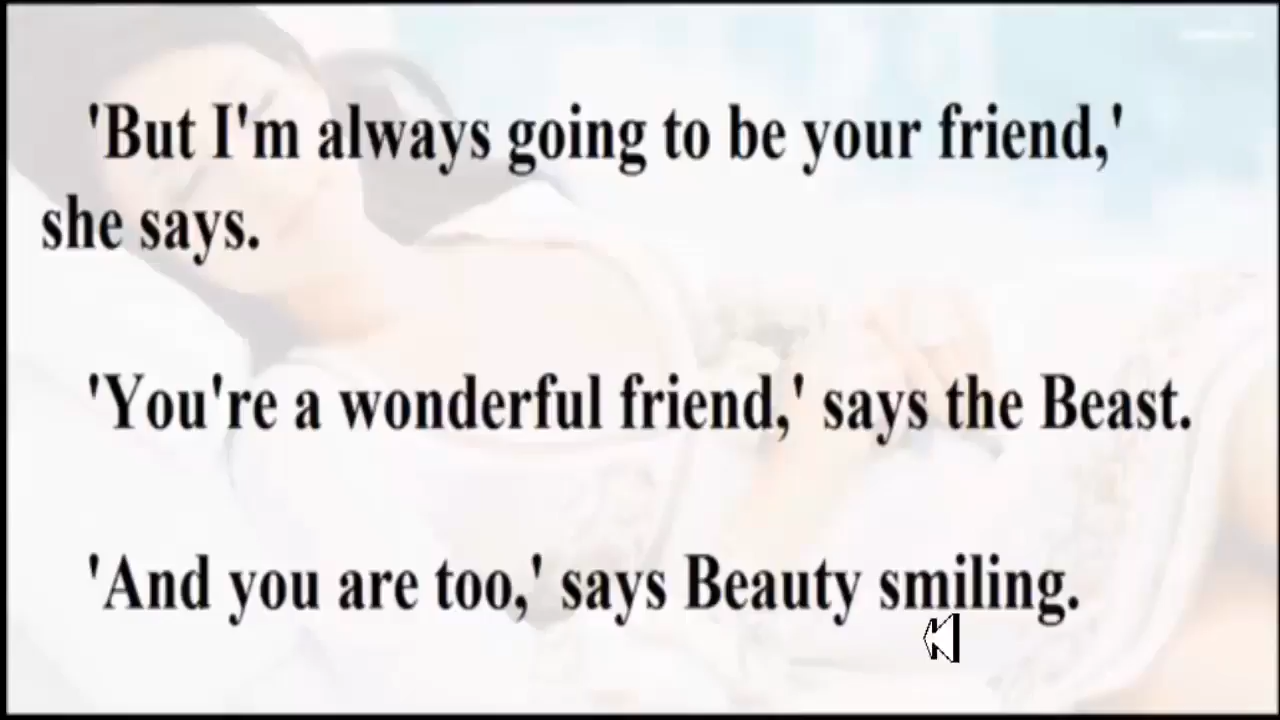 'But I'm always going to be your friend,'
she says.
'You're a wonderful friend,' says the Beast.
'And you are too,' says Beauty smiling.